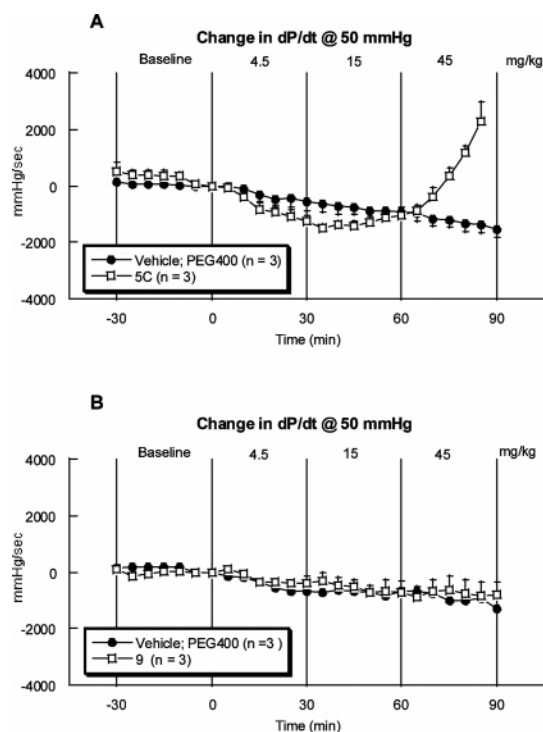 A
Change in dP/dt @ 50 mmHg
Baseline 4.5 15 45 mg/kg
4000
2000
0
-2000
-4000
mmHg/sec
Vehicle; PEG400 (n = 3)
5C (n = 3)
-30 0 30 60 90
Time (min)
B
Change in dP/dt @ 50 mmHg
Baseline 4.5 15 45 mg/kg
4000
2000
0
-2000
-4000
mmHg/sec
Vehicle; PEG400 (n =3 )
9 (n = 3)
-30 0 30 60 90
Time (min)